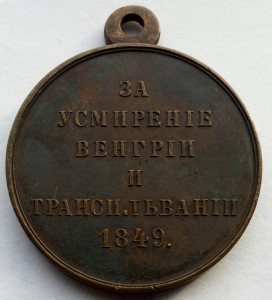 ЗА
УСМИРЕНІЕ
ВЕНГРІИ
И
ТРАНСИЛЬВАНІИ
1849.